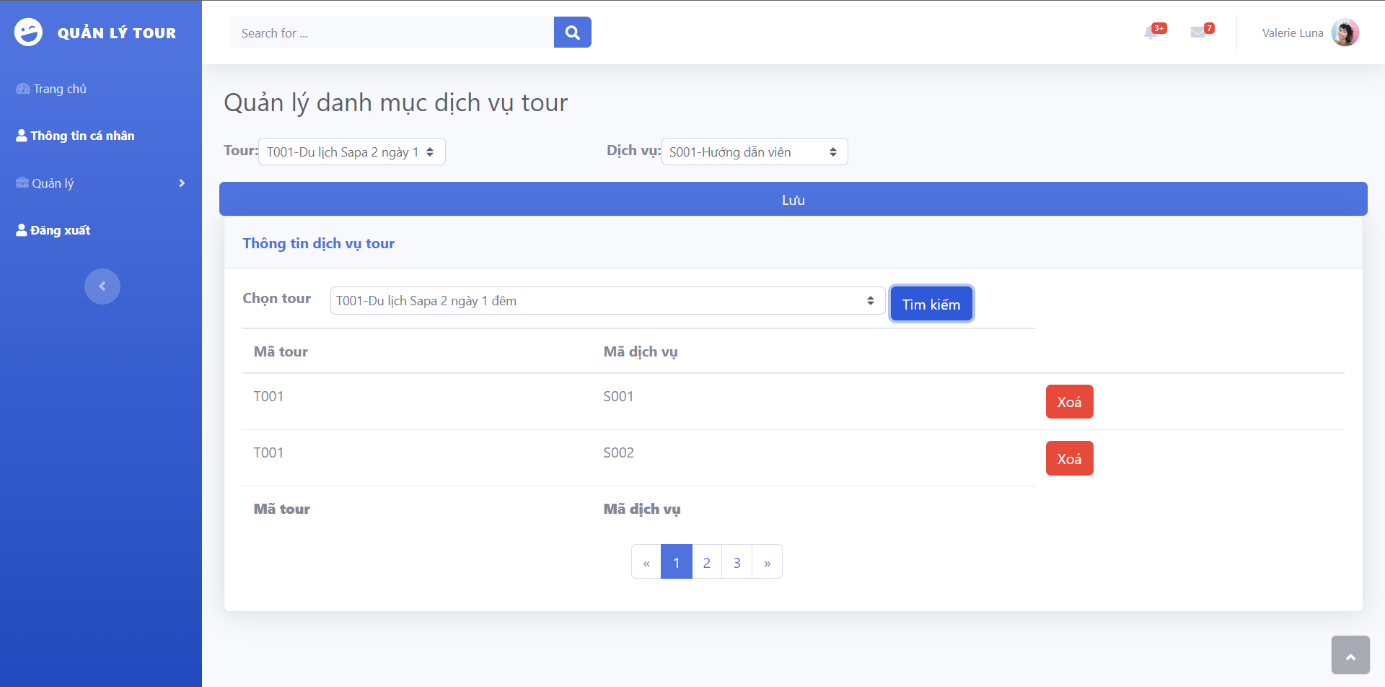 QUẢN LÝ TOUR
Search for ...
3+
7
Valerie Luna
Trang chủ
Thông tin cá nhân
Quản lý
Đăng xuất
Quản lý danh mục dịch vụ tour
Tour: T001-Du lịch Sapa 2 ngày 1
Dịch vụ: S001-Hướng dẫn viên
Lưu
Thông tin dịch vụ tour
Chọn tour T001-Du lịch Sapa 2 ngày 1 đêm Tìm kiếm
Mã tour Mã dịch vụ
T001 S001 Xoá
T001 S002 Xoá
Mã tour Mã dịch vụ
« 1 2 3 »